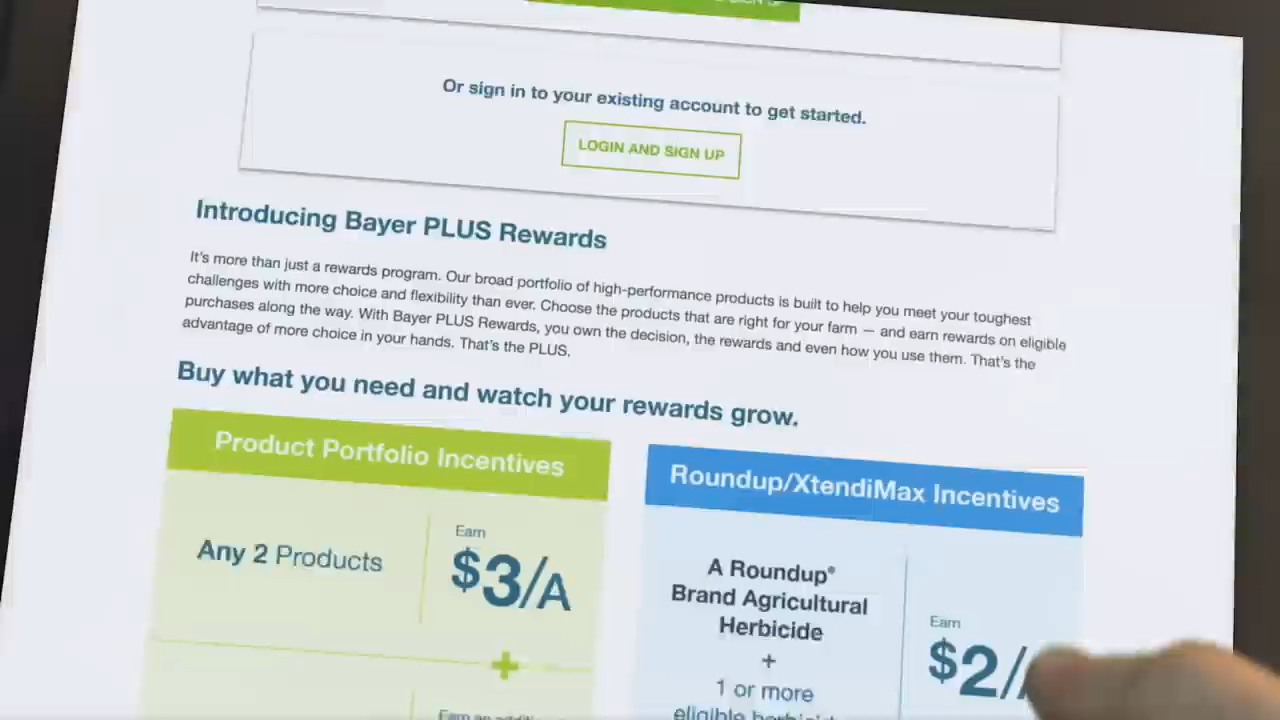 Or sign in to your existing account to get started.
LOGIN AND SIGN UP
Introducing Bayer PLUS Rewards
It's more than just a rewards program. Our broad portfolio of high-performance products is built to help you meet your toughest
challenges with more choice and flexibility than ever. Choose the products that are right for your farm — and earn rewards on eligible
purchases along the way. With Bayer PLUS Rewards, you own the decision, the rewards and even how you use them. That's the
advantage of more choice in your hands. That's the PLUS.
Buy what you need and watch your rewards grow.
Product Portfolio Incentives
Any 2 Products
Earn
$3/A
+
Earn an
Roundup/XtendiMax Incentives
A Roundup®
Brand Agricultural
Herbicide
+
1 or more
eligible
Earn
$2/